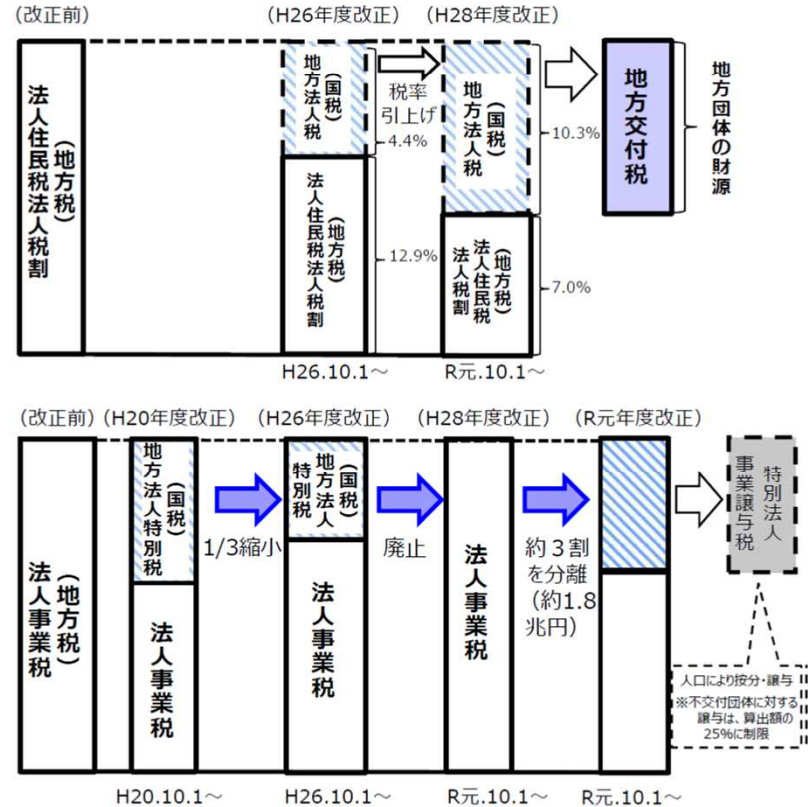 （改正前）
（H26年度改正）
（H28年度改正）
（地方税）
法人住民税法人税割
（国税）
地方法人税
4.4%
（地方税）
法人住民税法人税割
12.9%
税率
引上げ
（国税）
地方法人税
10.3%
（地方税）
法人住民税
法人税割
7.0%
地方交付税
地方団体の財源
H26.10.1～
R元.10.1～
（改正前）
（H20年度改正）
（H26年度改正）
（H28年度改正）
（R元年度改正）
（地方税）
法人事業税
（国税）
地方法人特別税
法人事業税
1/3縮小
（国税）
地方法人
特別税
法人事業税
廃止
法人事業税
約３割
を分離
（約1.8
兆円）
特別法人
事業譲与税
人口により按分・譲与
※不交付団体に対する
譲与は、算出額の
25%に制限
H20.10.1～
H26.10.1～
R元.10.1～
R元.10.1～